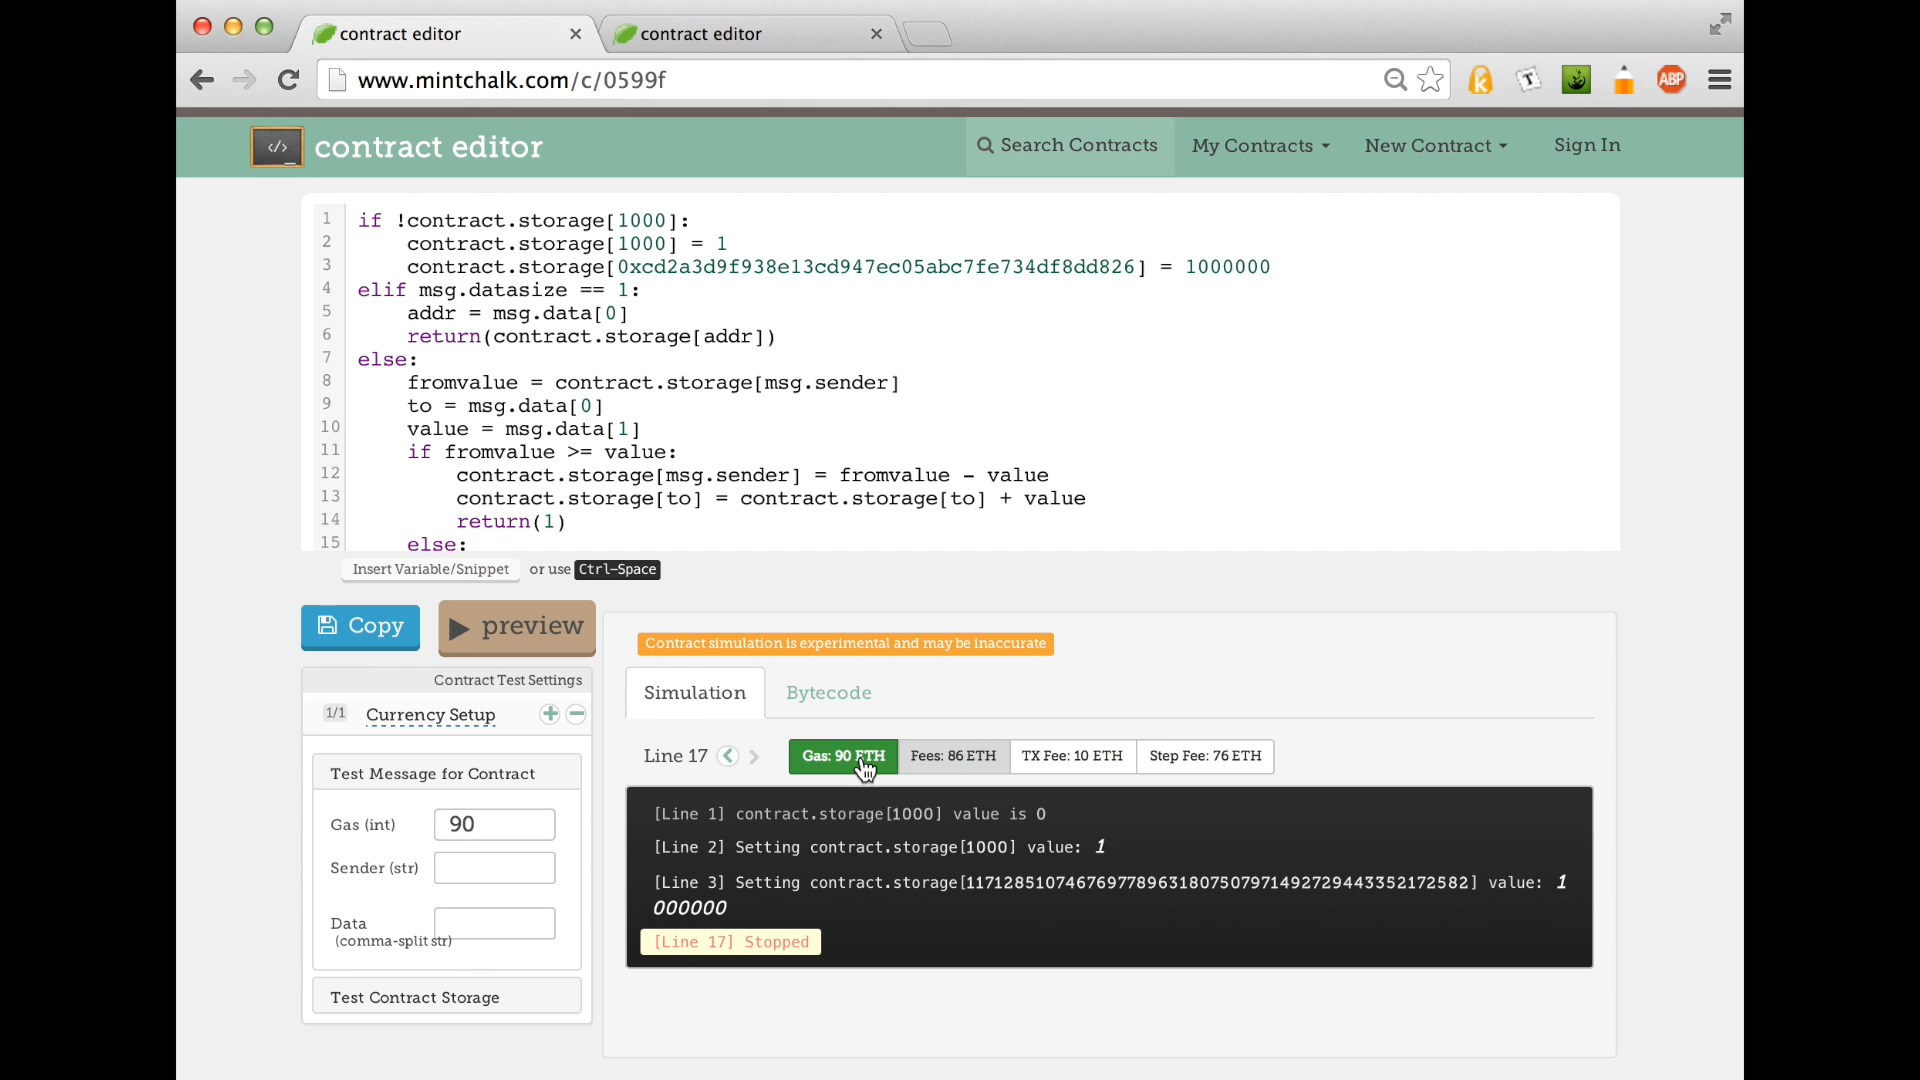 contract editor
contract editor
www.mintchalk.com/c/0599f
k
T
ABP
</>_
contract editor
Search Contracts
My Contracts
New Contract
Sign In
1 if !contract.storage[1000]:
2 contract.storage[1000] = 1
3 contract.storage[0xcd2a3d9f938e13cd947ec05abc7fe734df8dd826] = 1000000
4 elif msg.datasize == 1:
5 addr = msg.data[0]
6 return(contract.storage[addr])
7 else:
8 fromvalue = contract.storage[msg.sender]
9 to = msg.data[0]
10 value = msg.data[1]
11 if fromvalue >= value:
12 contract.storage[msg.sender] = fromvalue - value
13 contract.storage[to] = contract.storage[to] + value
14 return(1)
15 else:
Insert Variable/Snippet or use Ctrl-Space
Copy
preview
Contract simulation is experimental and may be inaccurate
Contract Test Settings
1/1 Currency Setup
Test Message for Contract
Gas (int) 90
Sender (str)
Data
(comma-split str)
Test Contract Storage
Simulation
Bytecode
Line 17
Gas: 90 ETH
Fees: 86 ETH
TX Fee: 10 ETH
Step Fee: 76 ETH
[Line 1] contract.storage[1000] value is 0
[Line 2] Setting contract.storage[1000] value: 1
[Line 3] Setting contract.storage[1171285107467697789631807507971492729443352172582] value: 1
000000
[Line 17] Stopped